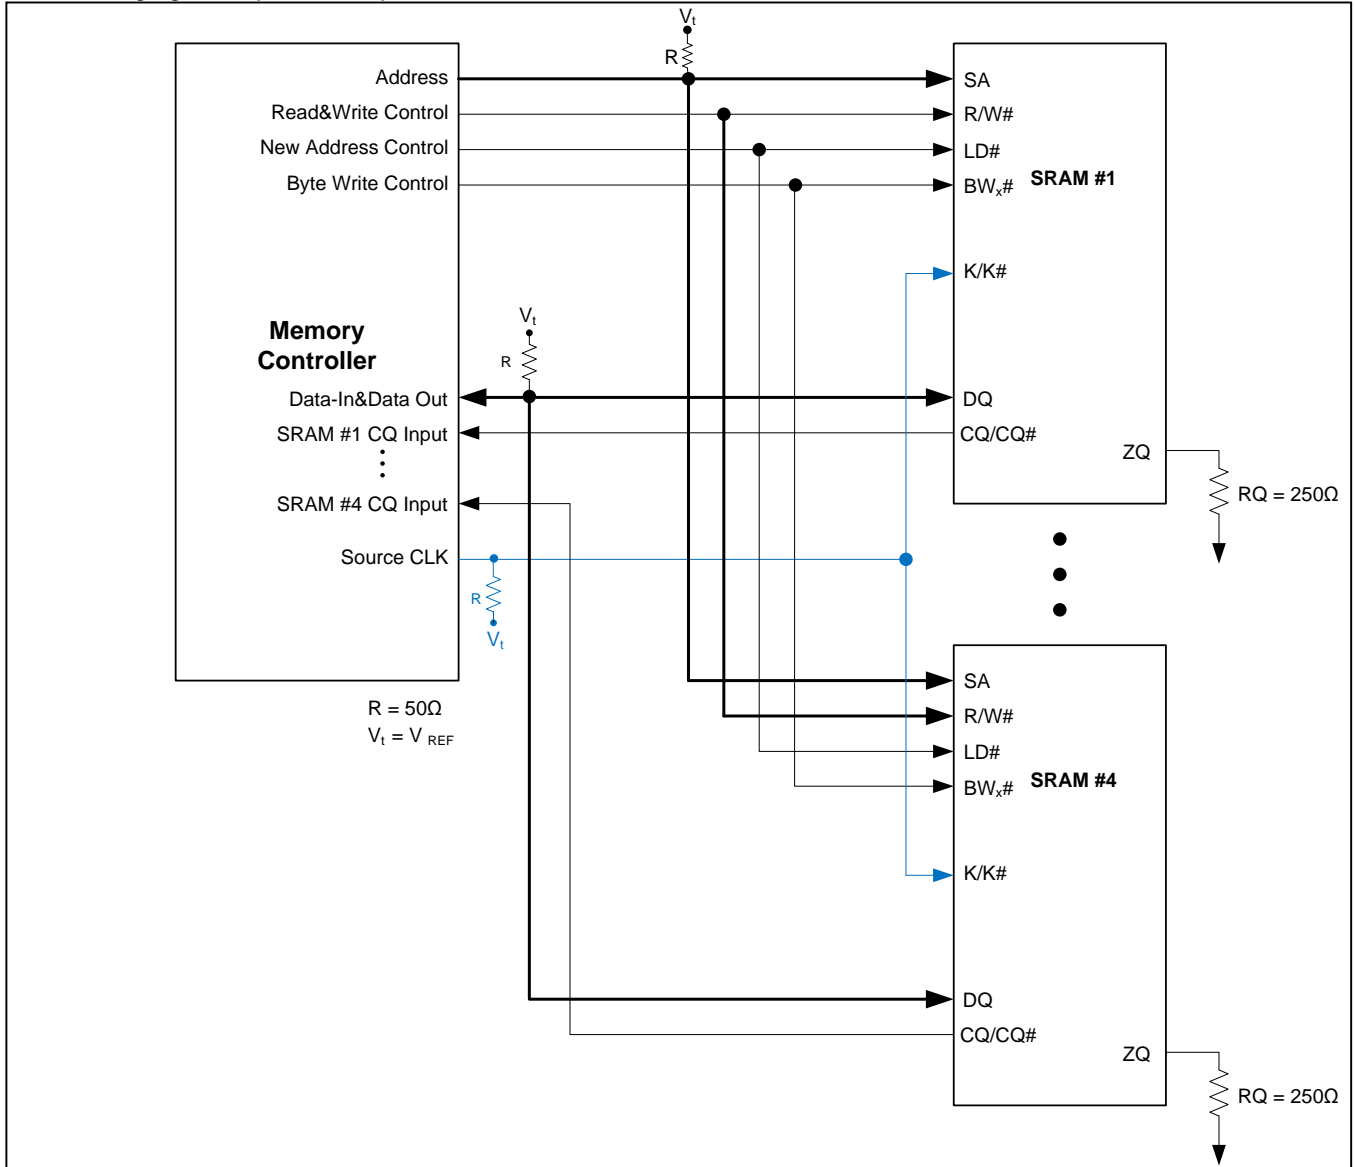 Vt
R
Address
Read&Write Control
New Address Control
Byte Write Control
SA
R/W#
LD#
BWx#
SRAM #1
K/K#
Memory
Controller
Vt
R
Data-In&Data Out
SRAM #1 CQ Input
SRAM #4 CQ Input
Source CLK
DQ
CQ/CQ#
ZQ
RQ = 250Ω
R
Vt
R = 50Ω
Vt = V REF
SA
R/W#
LD#
BWx#
SRAM #4
K/K#
DQ
CQ/CQ#
ZQ
RQ = 250Ω